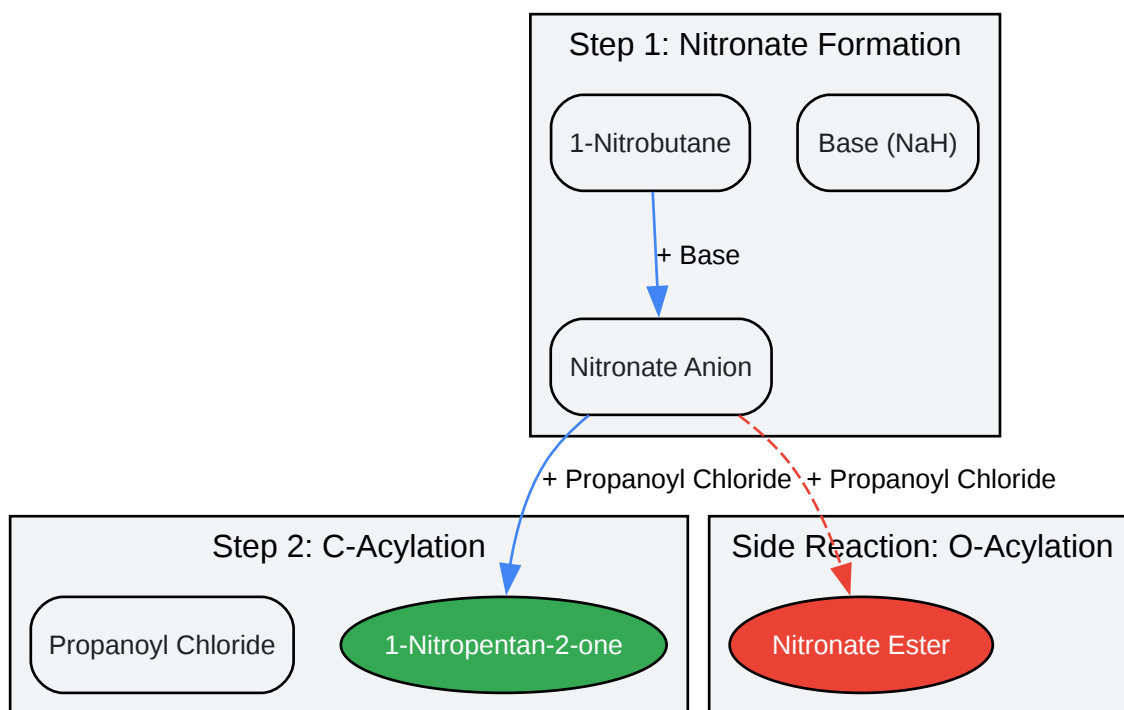 Step 1: Nitronate Formation
1-Nitrobutane
Base (NaH)
+ Base
Nitronate Anion
+ Propanoyl Chloride
+ Propanoyl Chloride
Step 2: C-Acylation
Side Reaction: O-Acylation
Propanoyl Chloride
1-Nitropentan-2-one
Nitronate Ester